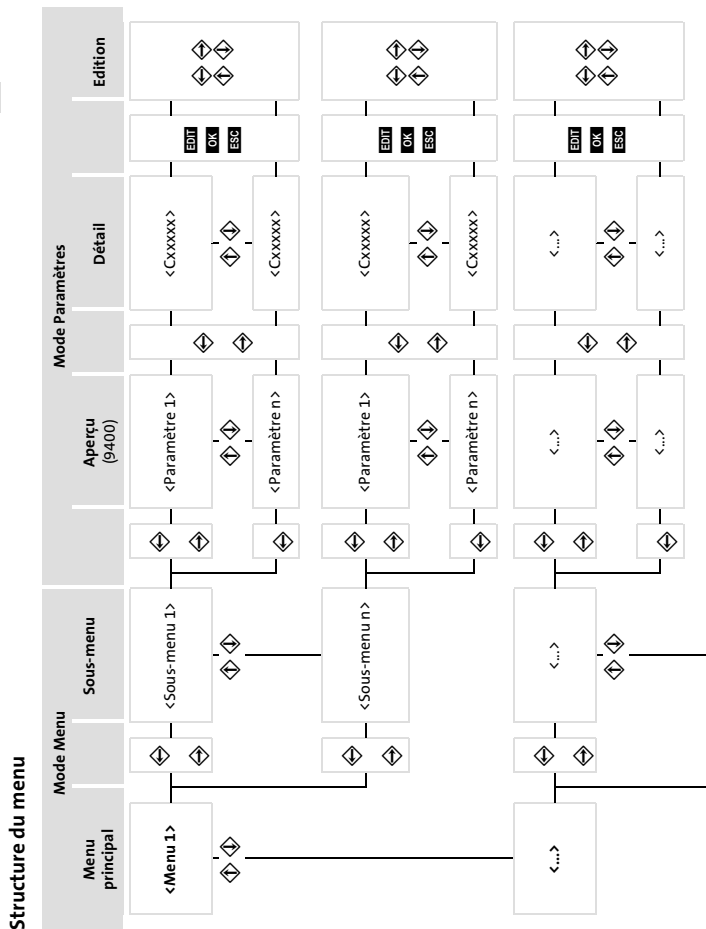 Structure du menu
Mode Menu
Mode Paramètres
Menu
principal
Sous-menu
Aperçu
(9400)
Détail
Edition
<Menu 1>
<Sous-menu 1>
<Paramètre 1>
<Cxxxxx>
EDIT
OK
ESC
<Paramètre n>
<Cxxxxx>
<Sous-menu n>
<Paramètre 1>
<Cxxxxx>
EDIT
OK
ESC
<Paramètre n>
<Cxxxxx>
<...>
<...>
<...>
<...>
EDIT
OK
ESC
<...>
<...>